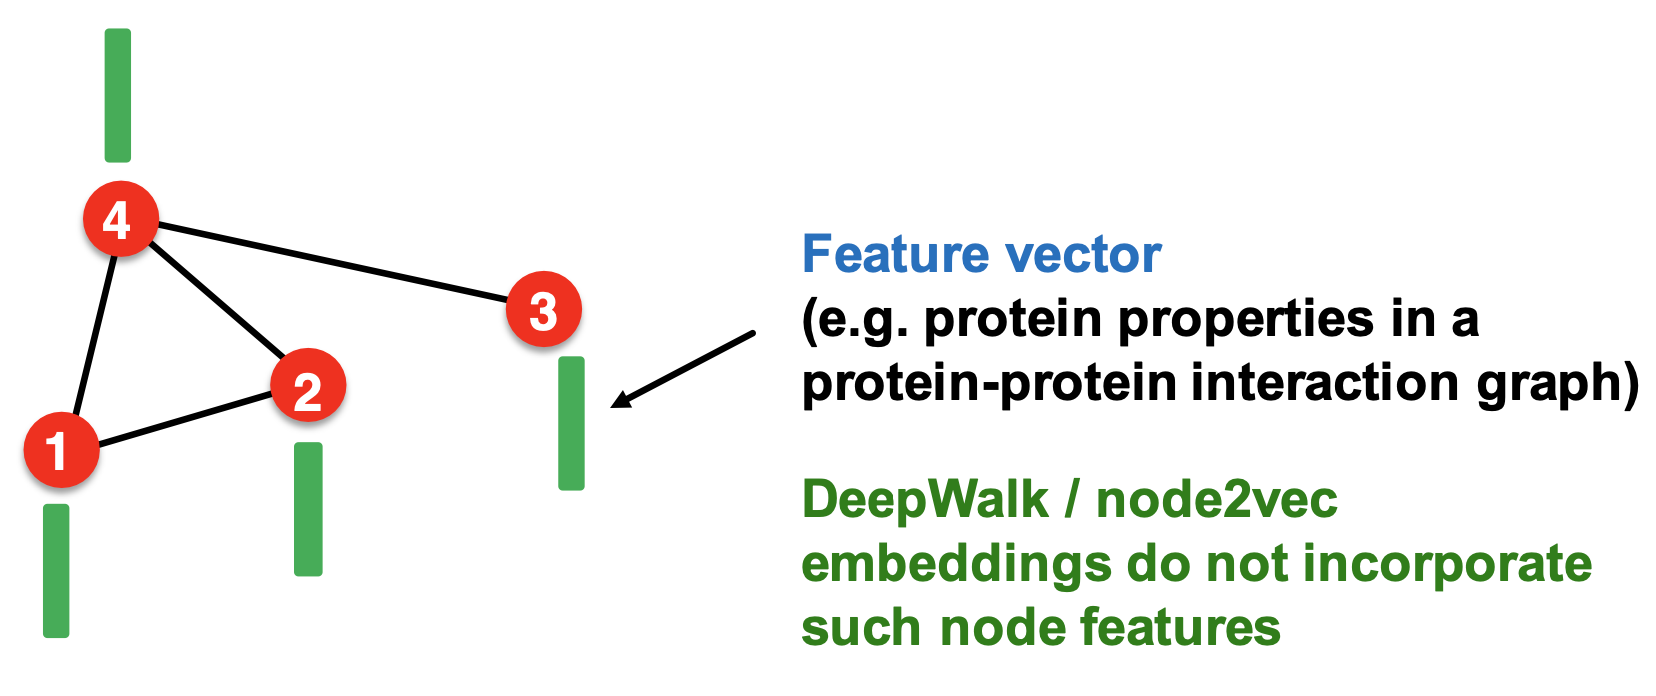 4
3
2
1
Feature vector
(e.g. protein properties in a
protein-protein interaction graph)
DeepWalk / node2vec
embeddings do not incorporate
such node features